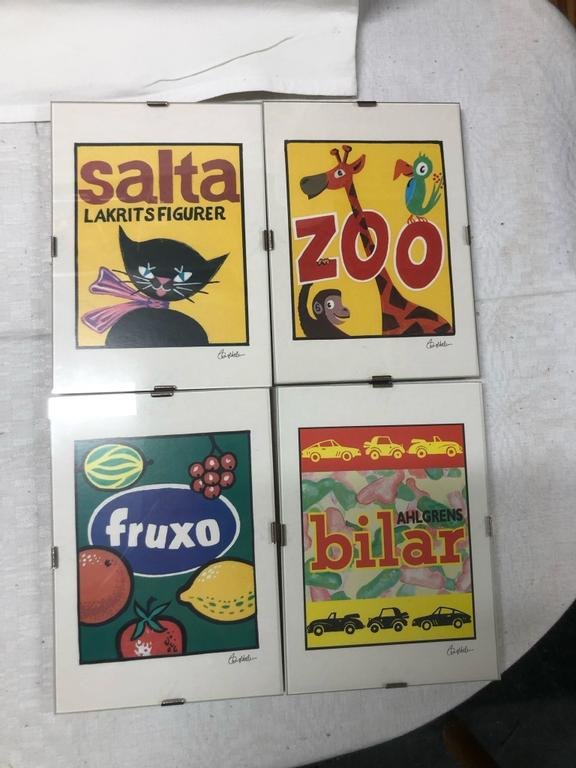 salta
LAKRITSFIGURER
ZOO
fruxo
AHLGRENS
bilar